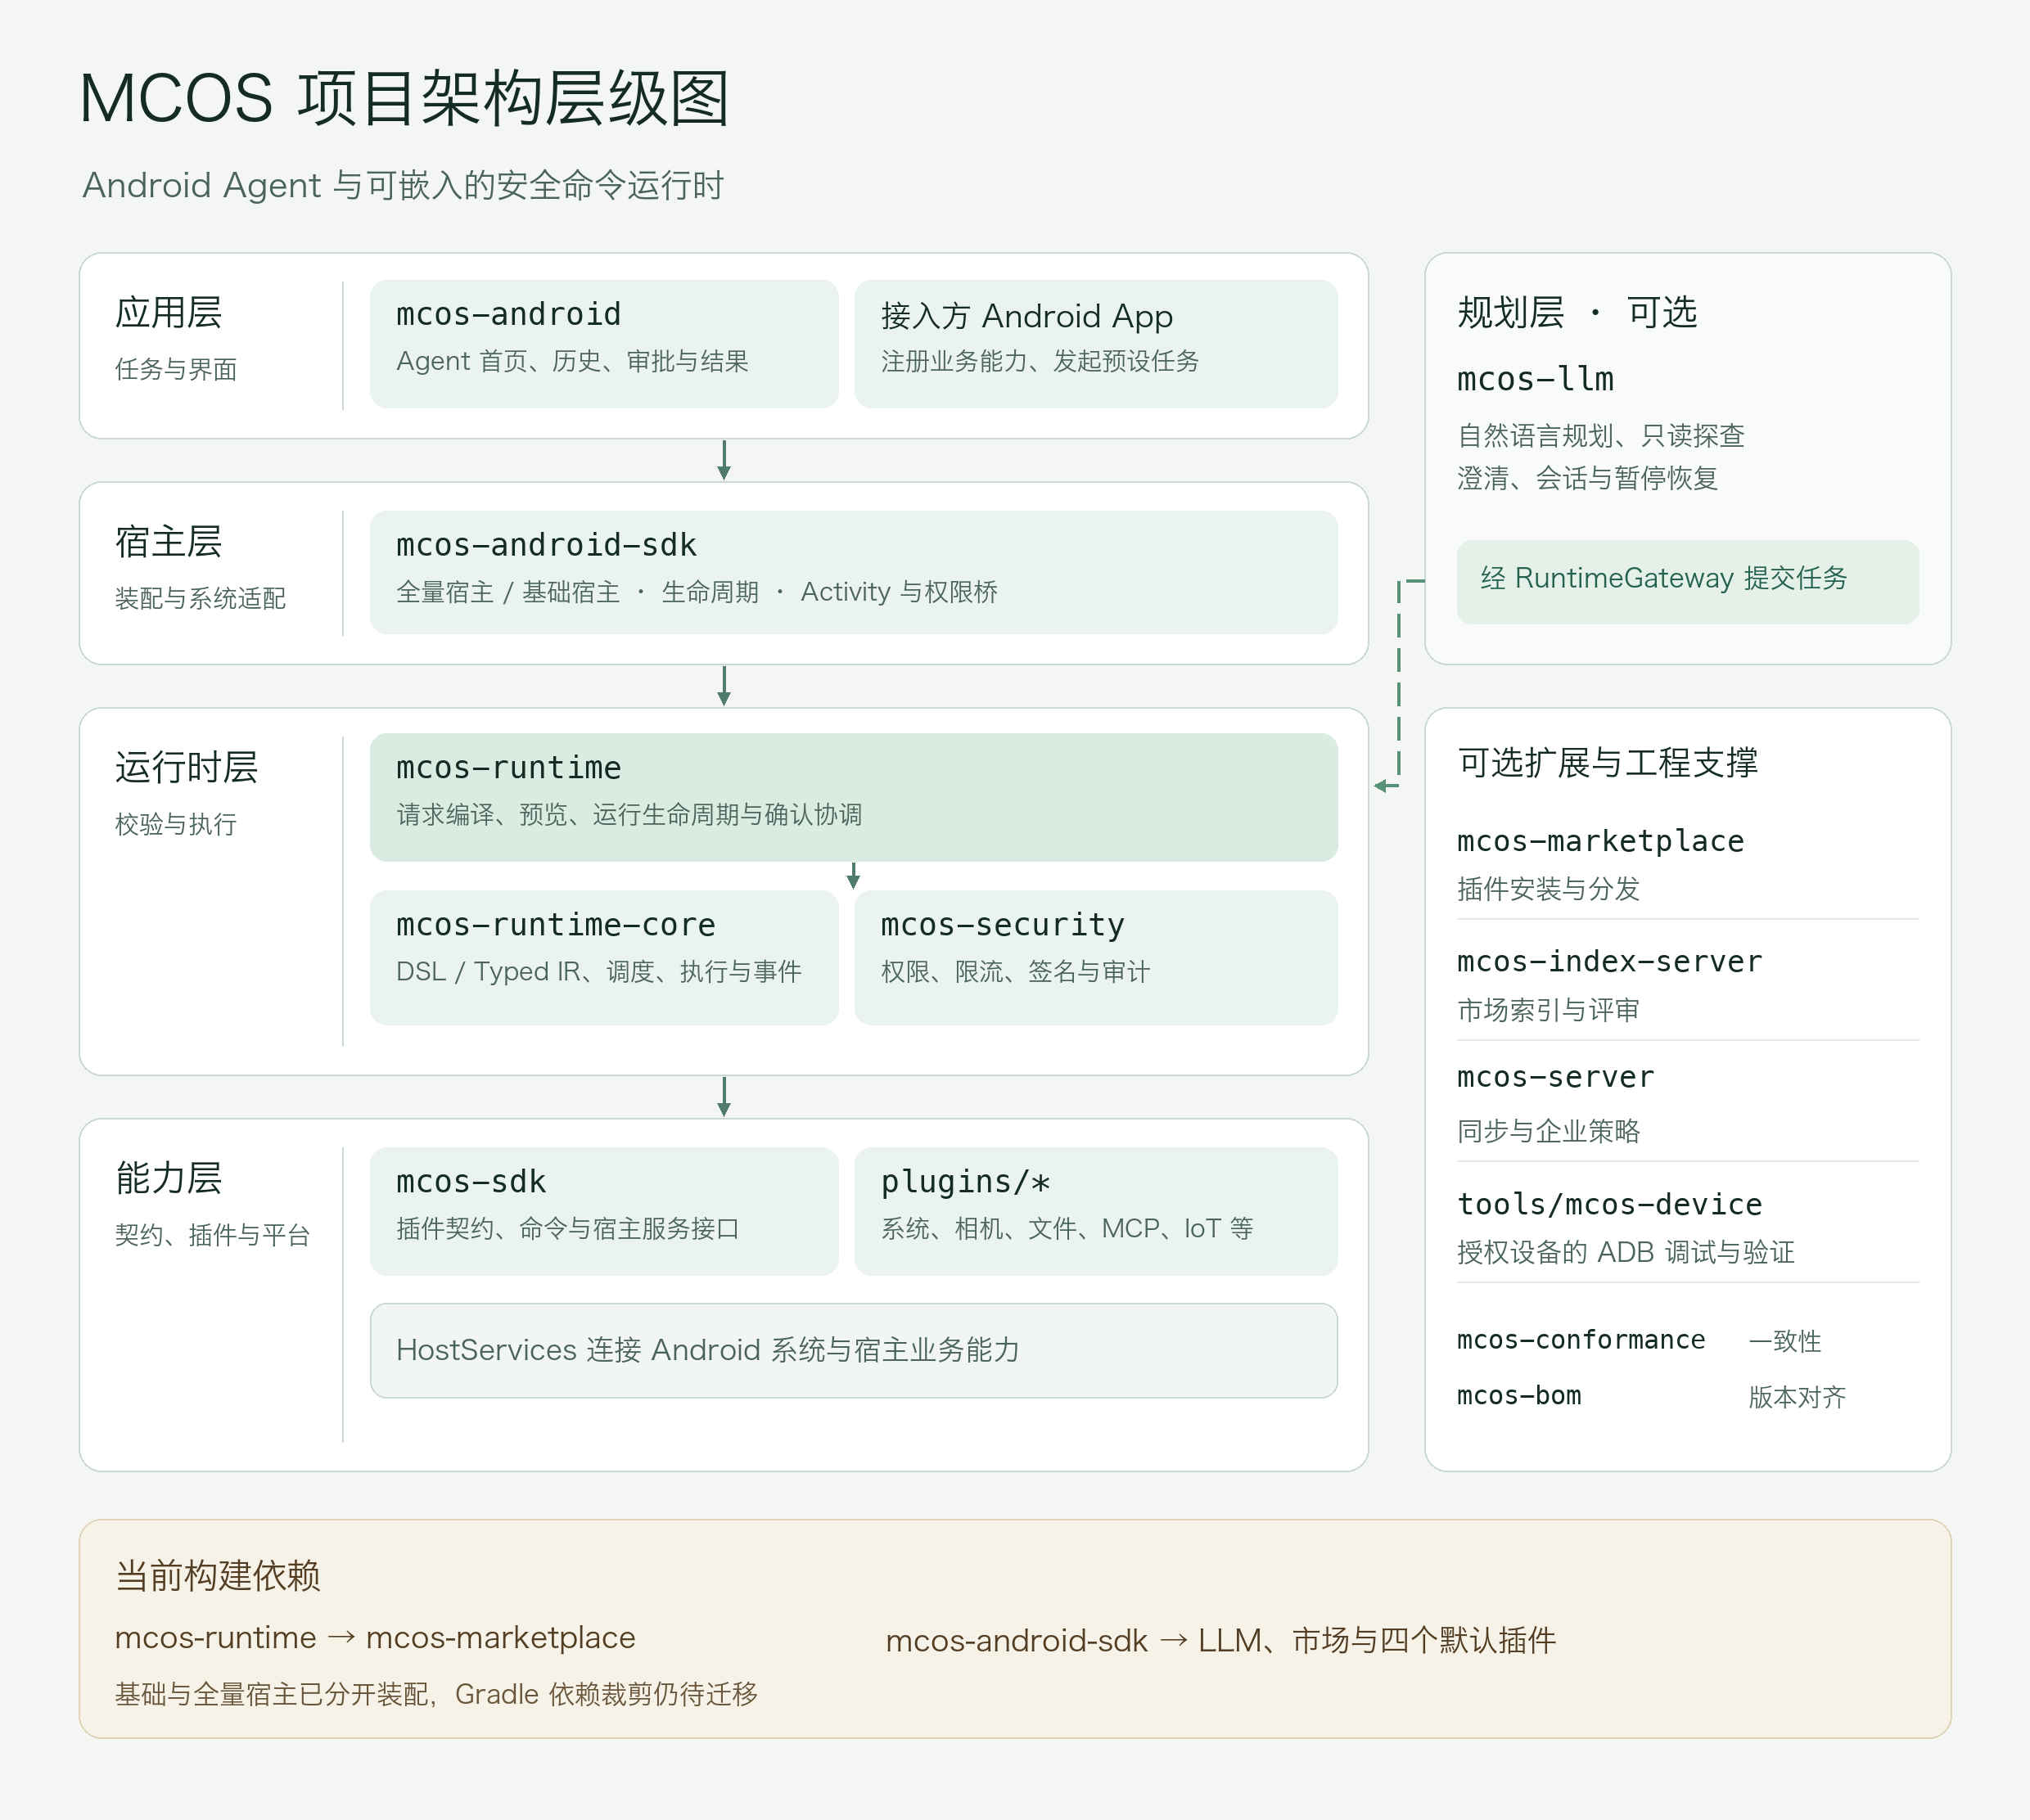 MCOS 项目架构层级图
Android Agent 与可嵌入的安全命令运行时
应用层
任务与界面
mcos-android
Agent 首页、历史、审批与结果
接入方 Android App
注册业务能力、发起预设任务
宿主层
装配与系统适配
mcos-android-sdk
全量宿主 / 基础宿主 · 生命周期 · Activity 与权限桥
运行时层
校验与执行
mcos-runtime
请求编译、预览、运行生命周期与确认协调
mcos-runtime-core
DSL / Typed IR、调度、执行与事件
mcos-security
权限、限流、签名与审计
能力层
契约、插件与平台
mcos-sdk
插件契约、命令与宿主服务接口
plugins/*
系统、相机、文件、MCP、IoT 等
HostServices 连接 Android 系统与宿主业务能力
规划层 · 可选
mcos-llm
自然语言规划、只读探查
澄清、会话与暂停恢复
经 RuntimeGateway 提交任务
可选扩展与工程支撑
mcos-marketplace
插件安装与分发
mcos-index-server
市场索引与评审
mcos-server
同步与企业策略
tools/mcos-device
授权设备的 ADB 调试与验证
mcos-conformance 一致性
mcos-bom 版本对齐
当前构建依赖
mcos-runtime → mcos-marketplace
mcos-android-sdk → LLM、市场与四个默认插件
基础与全量宿主已分开装配，Gradle 依赖裁剪仍待迁移